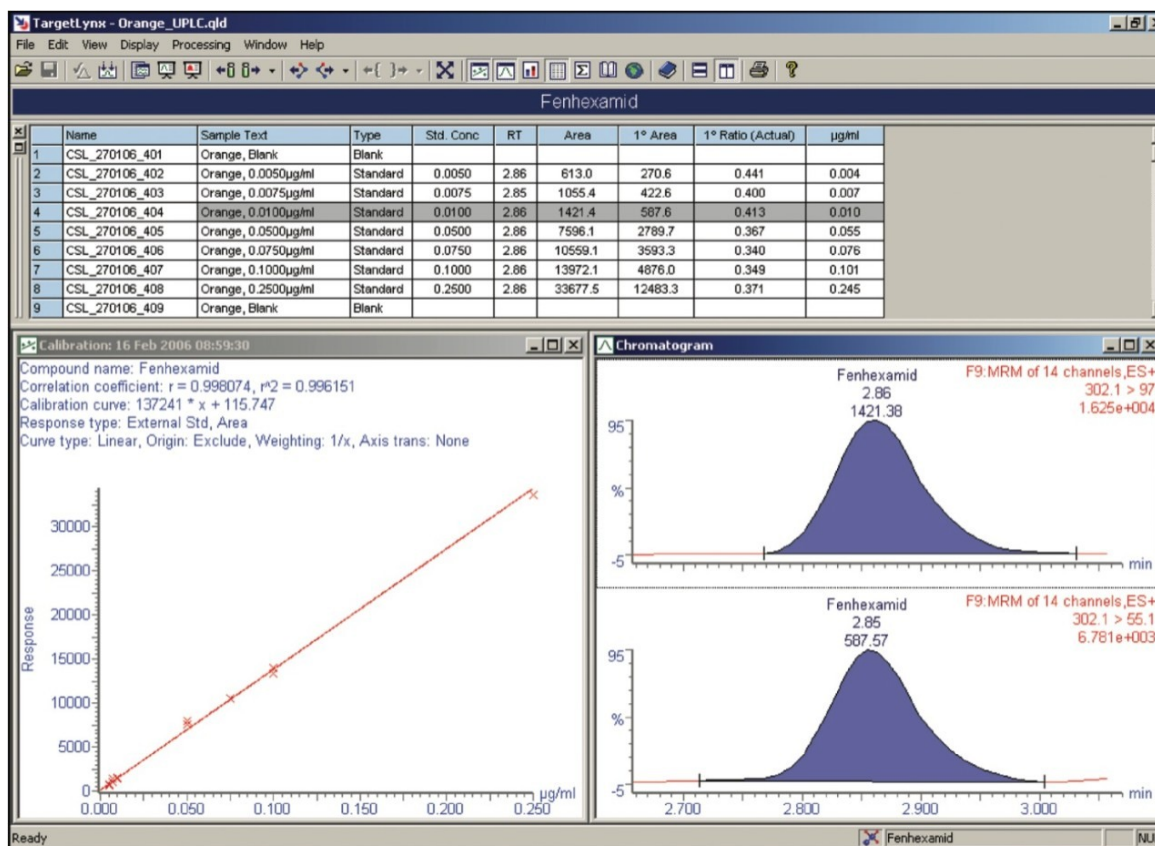 TargetLynx - Orange_UPLC.qld
File Edit View Display Processing Window Help
Fenhexamid
Name Sample Text Type Std. Conc RT Area 1º Area 1º Ratio (Actual) µg/ml
1 CSL_270106_401 Orange, Blank Blank
2 CSL_270106_402 Orange, 0.0050µg/ml Standard 0.0050 2.86 613.0 270.6 0.441 0.004
3 CSL_270106_403 Orange, 0.0075µg/ml Standard 0.0075 2.85 1055.4 422.6 0.400 0.007
4 CSL_270106_404 Orange, 0.0100µg/ml Standard 0.0100 2.86 1421.4 587.6 0.413 0.010
5 CSL_270106_405 Orange, 0.0500µg/ml Standard 0.0500 2.86 7596.1 2789.7 0.367 0.055
6 CSL_270106_406 Orange, 0.0750µg/ml Standard 0.0750 2.86 10559.1 3593.3 0.340 0.076
7 CSL_270106_407 Orange, 0.1000µg/ml Standard 0.1000 2.86 13972.1 4876.0 0.349 0.101
8 CSL_270106_408 Orange, 0.2500µg/ml Standard 0.2500 2.86 33677.5 12483.3 0.371 0.245
9 CSL_270106_409 Orange, Blank Blank
Calibration: 16 Feb 2006 08:59:30
Compound name: Fenhexamid
Correlation coefficient: r = 0.998074, r^2 = 0.996151
Calibration curve: 137241 * x + 115.747
Response type: External Std, Area
Curve type: Linear, Origin: Exclude, Weighting: 1/x, Axis trans: None
Response
30000
25000
20000
15000
10000
5000
0
0.000 0.050 0.100 0.150 0.200 0.250
µg/ml
Chromatogram
Fenhexamid
2.86
1421.38
F9:MRM of 14 channels,ES+
302.1 > 97
1.625e+004
95
%
-5
min
Fenhexamid
2.85
587.57
F9:MRM of 14 channels,ES+
302.1 > 55.1
6.781e+003
95
%
-5
min
2.700 2.800 2.900 3.000
Ready
Fenhexamid
NU